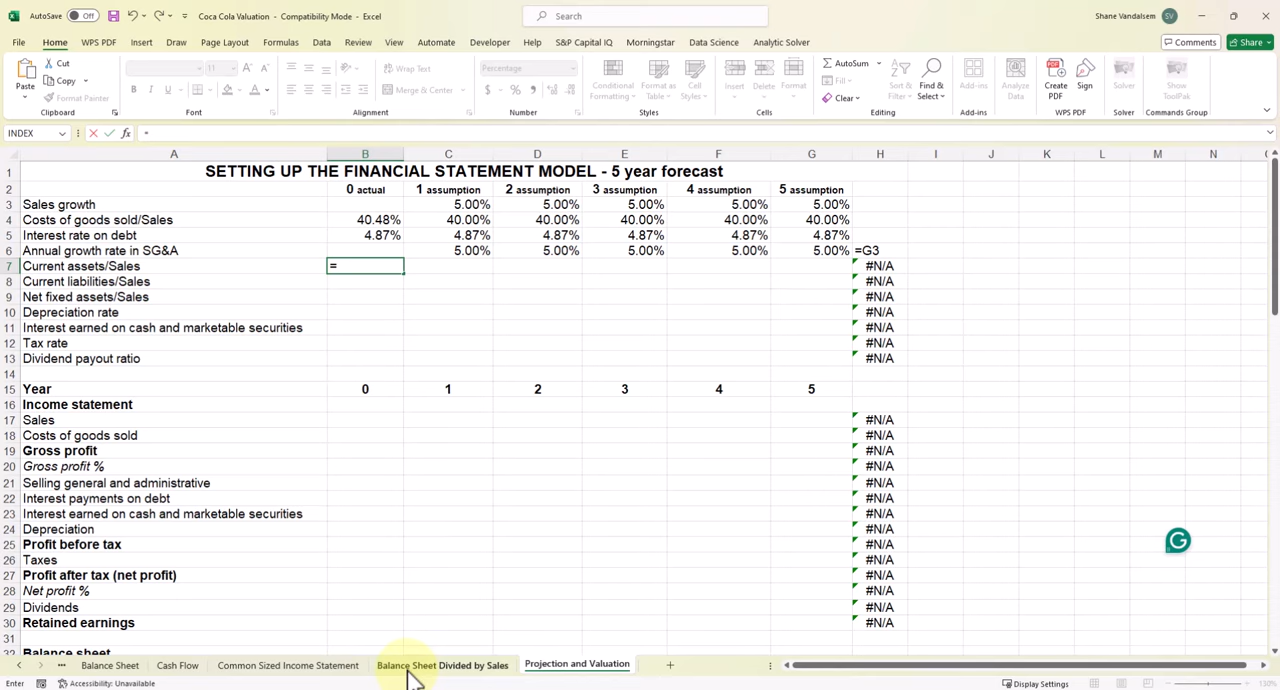 AutoSave Off Coca Cola Valuation - Compatibility Mode - Excel Search Shane Vandalsem SV
File Home WPS PDF Insert Draw Page Layout Formulas Data Review View Automate Developer Help S&P Capital IQ Morningstar Data Science Analytic Solver Comments Share
Paste Cut Copy Format Painter 11 Wrap Text Merge & Center Percentage Conditional Formatting Format as Table Cell Styles Insert Delete Format AutoSum Fill Clear Sort & Filter Find & Select Add-ins Analyze Data Create PDF Sign Solver Show ToolPak
Clipboard Font Alignment Number Styles Cells Editing Add-ins WPS PDF Solver Commands Group
INDEX fx =
A B C D E F G H I J K L M N
1 SETTING UP THE FINANCIAL STATEMENT MODEL - 5 year forecast
2 0 actual 1 assumption 2 assumption 3 assumption 4 assumption 5 assumption
3 Sales growth 5.00% 5.00% 5.00% 5.00% 5.00%
4 Costs of goods sold/Sales 40.48% 40.00% 40.00% 40.00% 40.00% 40.00%
5 Interest rate on debt 4.87% 4.87% 4.87% 4.87% 4.87% 4.87%
6 Annual growth rate in SG&A 5.00% 5.00% 5.00% 5.00% 5.00% =G3
7 Current assets/Sales = #N/A
8 Current liabilities/Sales #N/A
9 Net fixed assets/Sales #N/A
10 Depreciation rate #N/A
11 Interest earned on cash and marketable securities #N/A
12 Tax rate #N/A
13 Dividend payout ratio #N/A
14
15 Year 0 1 2 3 4 5
16 Income statement
17 Sales #N/A
18 Costs of goods sold #N/A
19 Gross profit #N/A
20 Gross profit % #N/A
21 Selling general and administrative #N/A
22 Interest payments on debt #N/A
23 Interest earned on cash and marketable securities #N/A
24 Depreciation #N/A
25 Profit before tax #N/A
26 Taxes #N/A
27 Profit after tax (net profit) #N/A
28 Net profit % #N/A
29 Dividends #N/A
30 Retained earnings #N/A
31
32 Balance sheet
Balance Sheet Cash Flow Common Sized Income Statement Balance Sheet Divided by Sales Projection and Valuation
Enter Accessibility: Unavailable Display Settings 130%